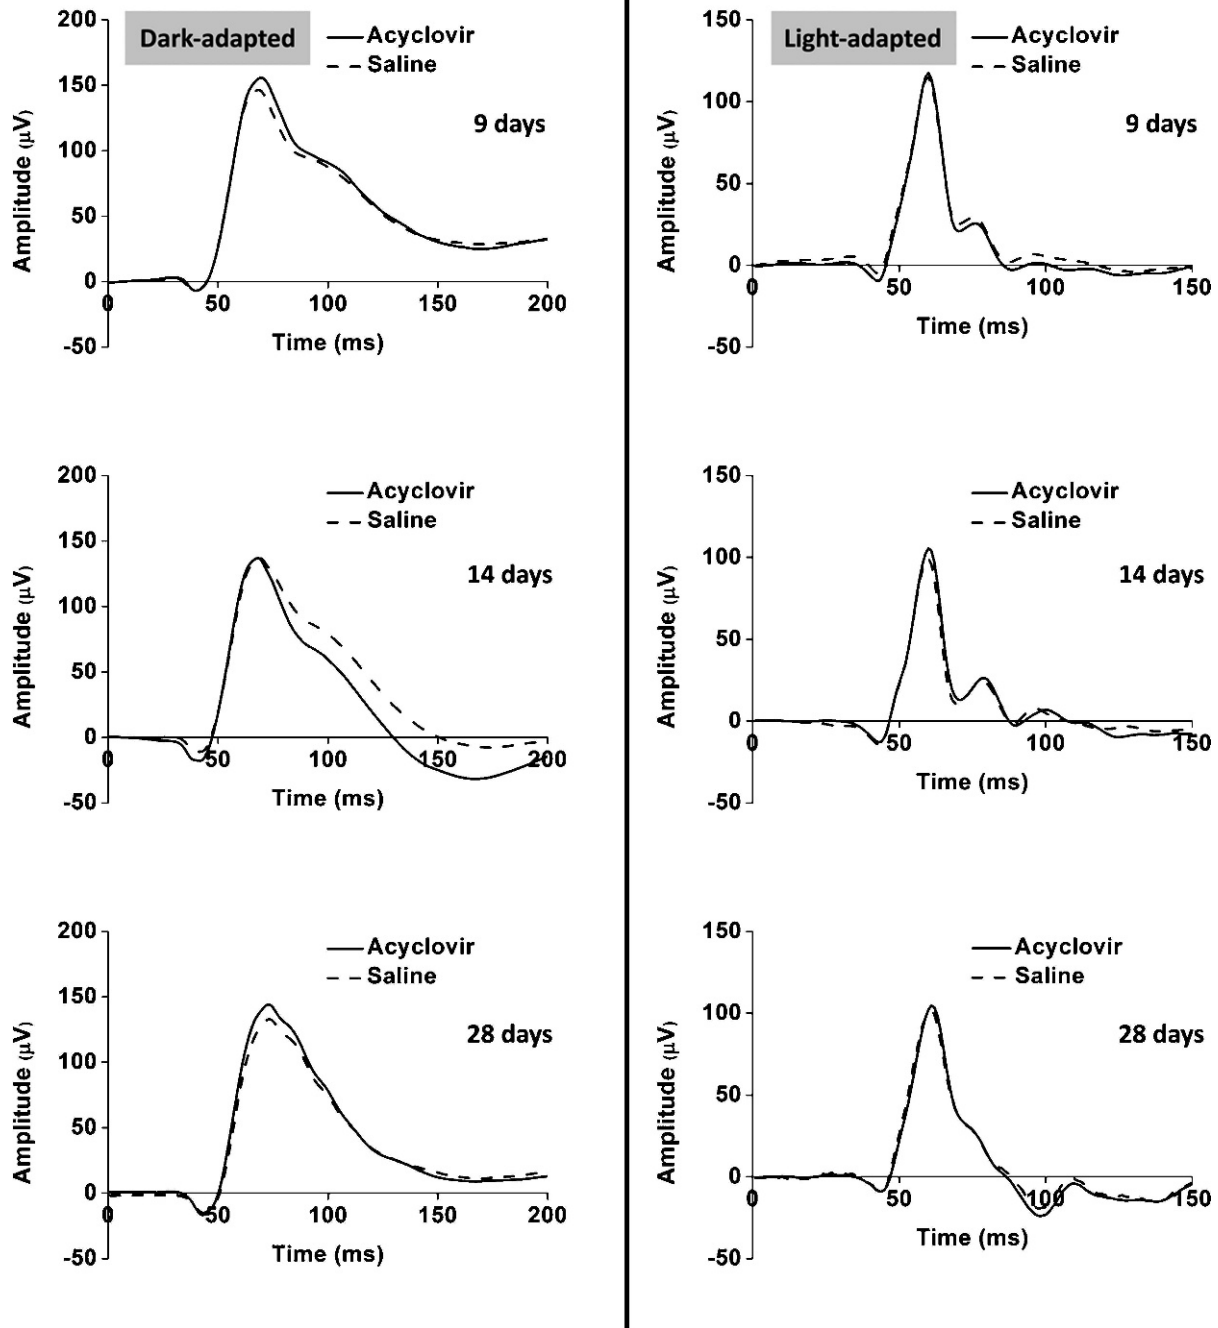 Dark-adapted
Acyclovir
Saline
9 days
200
150
100
50
0
-50
0 50 100 150 200
Amplitude (μV)
Time (ms)
Light-adapted
Acyclovir
Saline
9 days
150
100
50
0
-50
0 50 100 150
Amplitude (μV)
Time (ms)
Acyclovir
Saline
14 days
200
150
100
50
0
-50
0 50 100 150 200
Amplitude (μV)
Time (ms)
Acyclovir
Saline
14 days
150
100
50
0
-50
0 50 100 150
Amplitude (μV)
Time (ms)
Acyclovir
Saline
28 days
200
150
100
50
0
-50
0 50 100 150 200
Amplitude (μV)
Time (ms)
Acyclovir
Saline
28 days
150
100
50
0
-50
0 50 100 150
Amplitude (μV)
Time (ms)